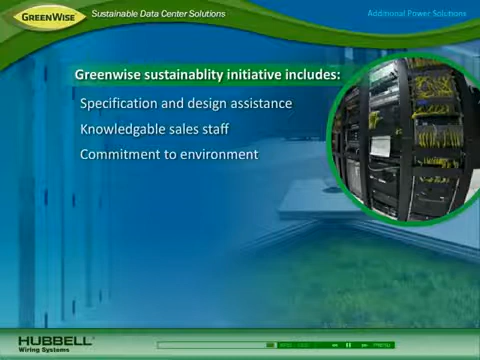 GREENWISE
Sustainable Data Center Solutions
Additional Power Solutions
Greenwise sustainablity initiative includes:
Specification and design assistance
Knowledgable sales staff
Commitment to environment
HUBBELL
Wiring Systems
MENU